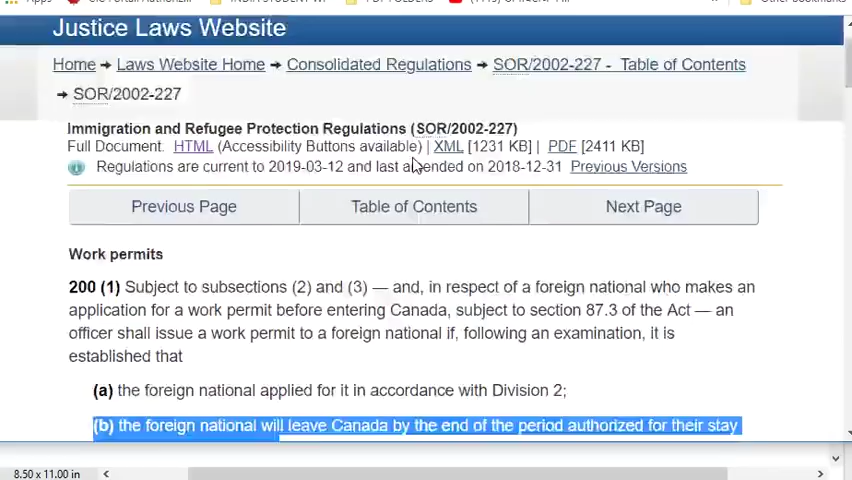 Justice Laws Website
Home → Laws Website Home → Consolidated Regulations → SOR/2002-227 - Table of Contents
→ SOR/2002-227
Immigration and Refugee Protection Regulations (SOR/2002-227)
Full Document: HTML (Accessibility Buttons available) | XML [1231 KB] | PDF [2411 KB]
Regulations are current to 2019-03-12 and last amended on 2018-12-31 Previous Versions
Previous Page Table of Contents Next Page
Work permits
200 (1) Subject to subsections (2) and (3) — and, in respect of a foreign national who makes an
application for a work permit before entering Canada, subject to section 87.3 of the Act — an
officer shall issue a work permit to a foreign national if, following an examination, it is
established that
(a) the foreign national applied for it in accordance with Division 2;
(b) the foreign national will leave Canada by the end of the period authorized for their stay
8.50 x 11.00 in